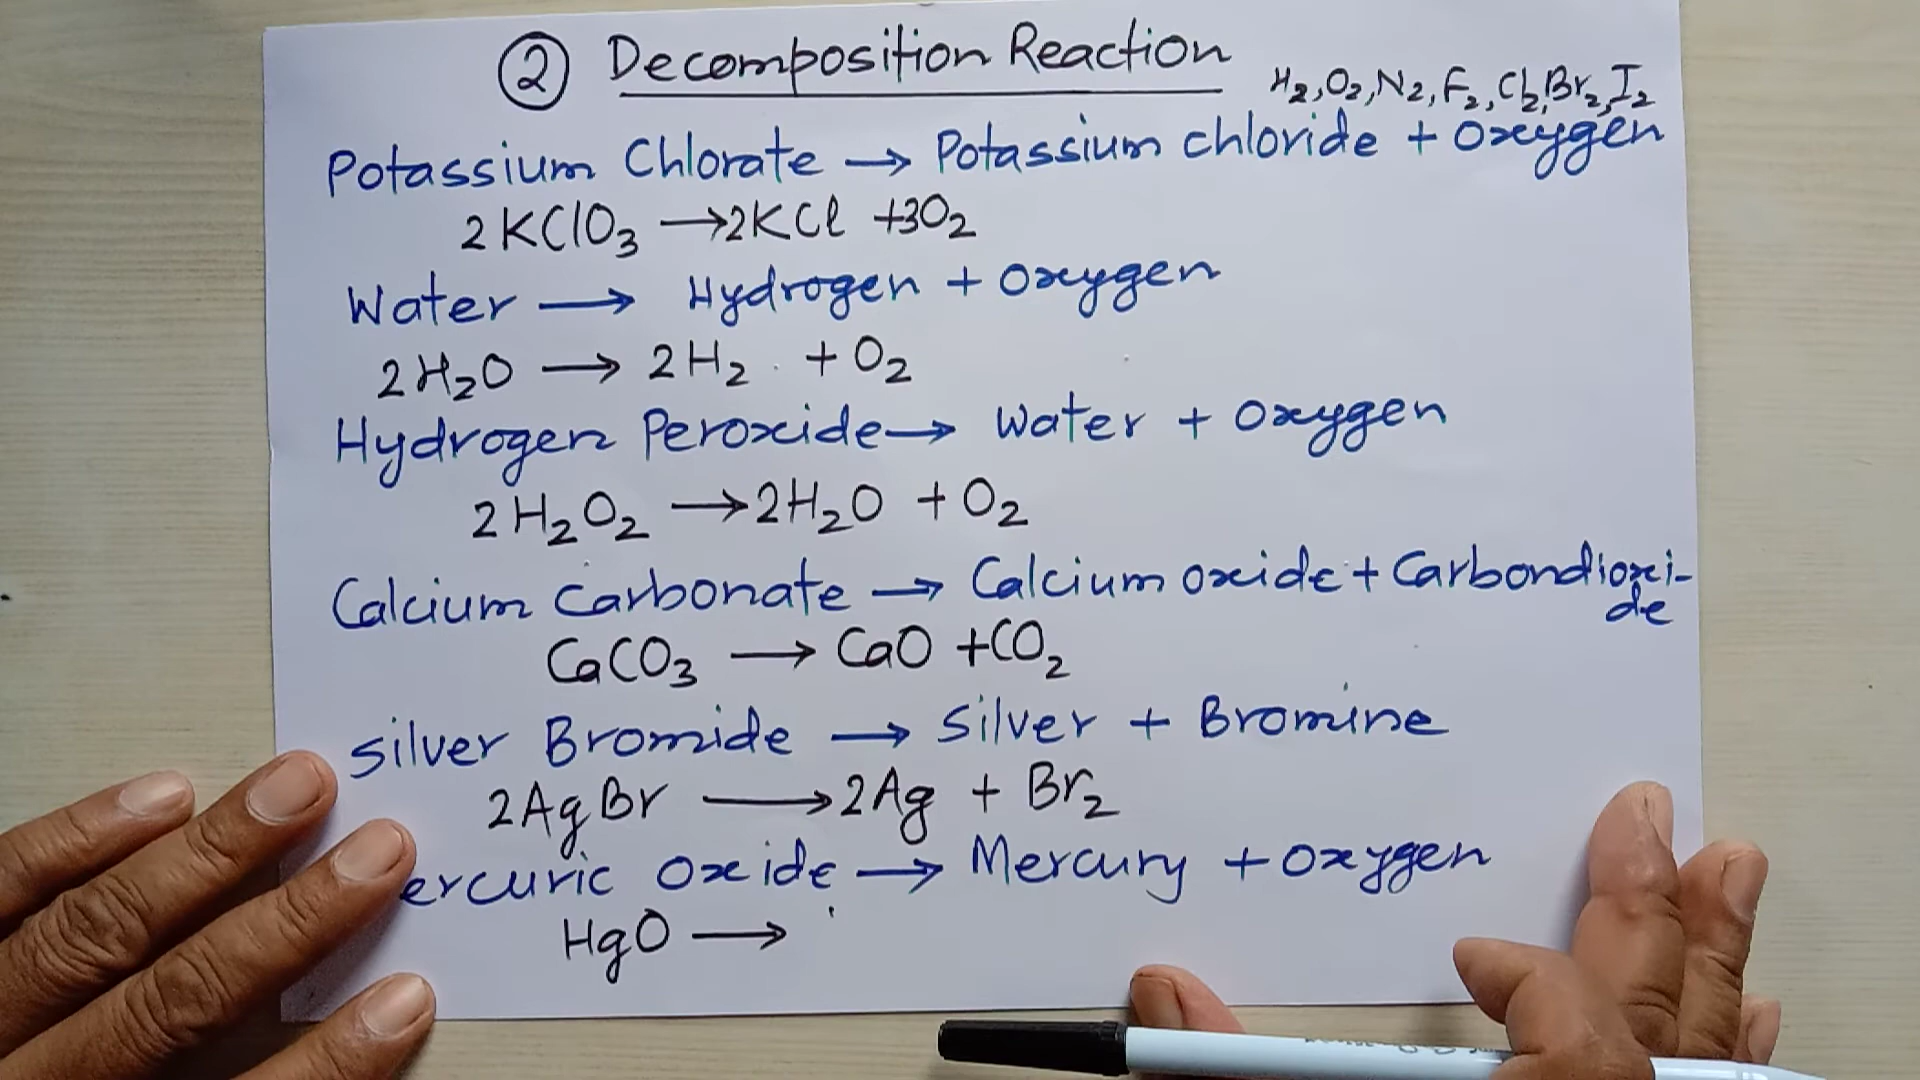 ② Decomposition Reaction
H₂, O₂, N₂, F₂, Cl₂, Br₂, I₂
Potassium Chlorate → Potassium chloride + Oxygen
2KClO₃ → 2KCl + 3O₂
Water → Hydrogen + Oxygen
2H₂O → 2H₂ + O₂
Hydrogen Peroxide → Water + Oxygen
2H₂O₂ → 2H₂O + O₂
Calcium Carbonate → Calcium oxide + Carbondioxi-
de
CaCO₃ → CaO + CO₂
Silver Bromide → Silver + Bromine
2AgBr → 2Ag + Br₂
ercuric Oxide → Mercury + Oxygen
HgO →